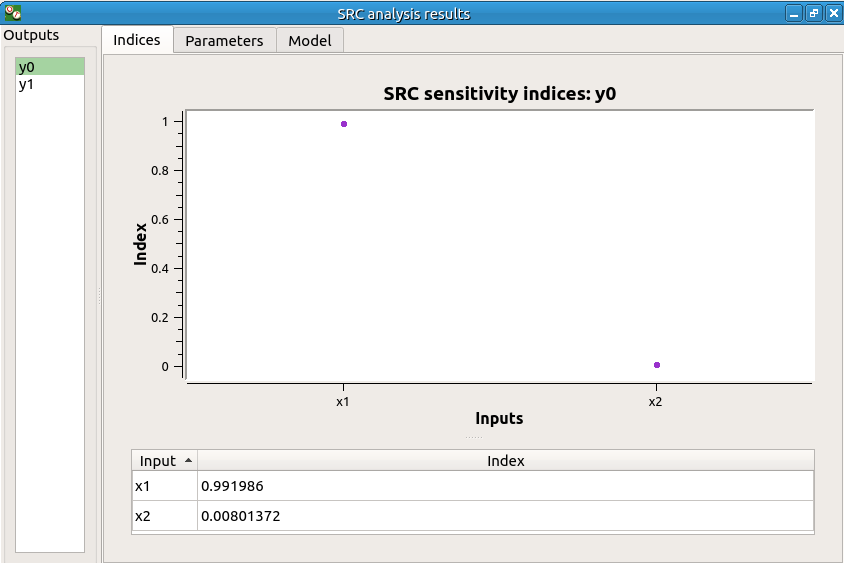 SRC analysis results
Outputs
y0
y1
Indices Parameters Model
SRC sensitivity indices: y0
1
0.8
0.6
0.4
0.2
0
Index
x1 x2
Inputs
Input Index
x1 0.991986
x2 0.00801372